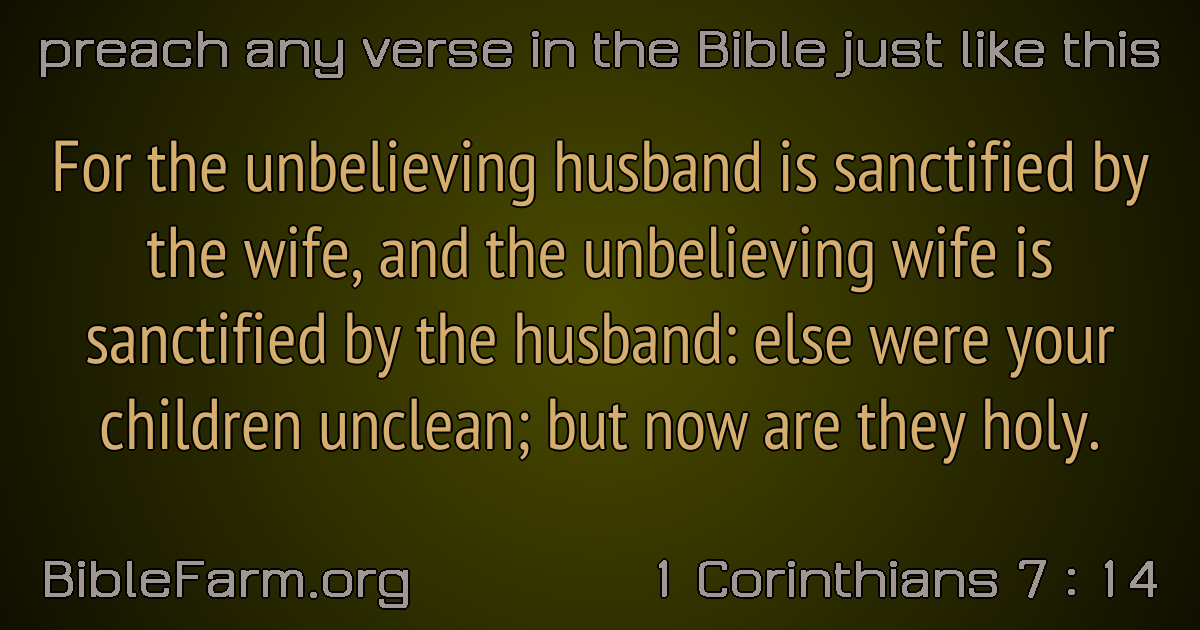 preach any verse in the Bible just like this
For the unbelieving husband is sanctified by
the wife, and the unbelieving wife is
sanctified by the husband: else were your
children unclean; but now are they holy.
BibleFarm.org 1 Corinthians 7 : 14